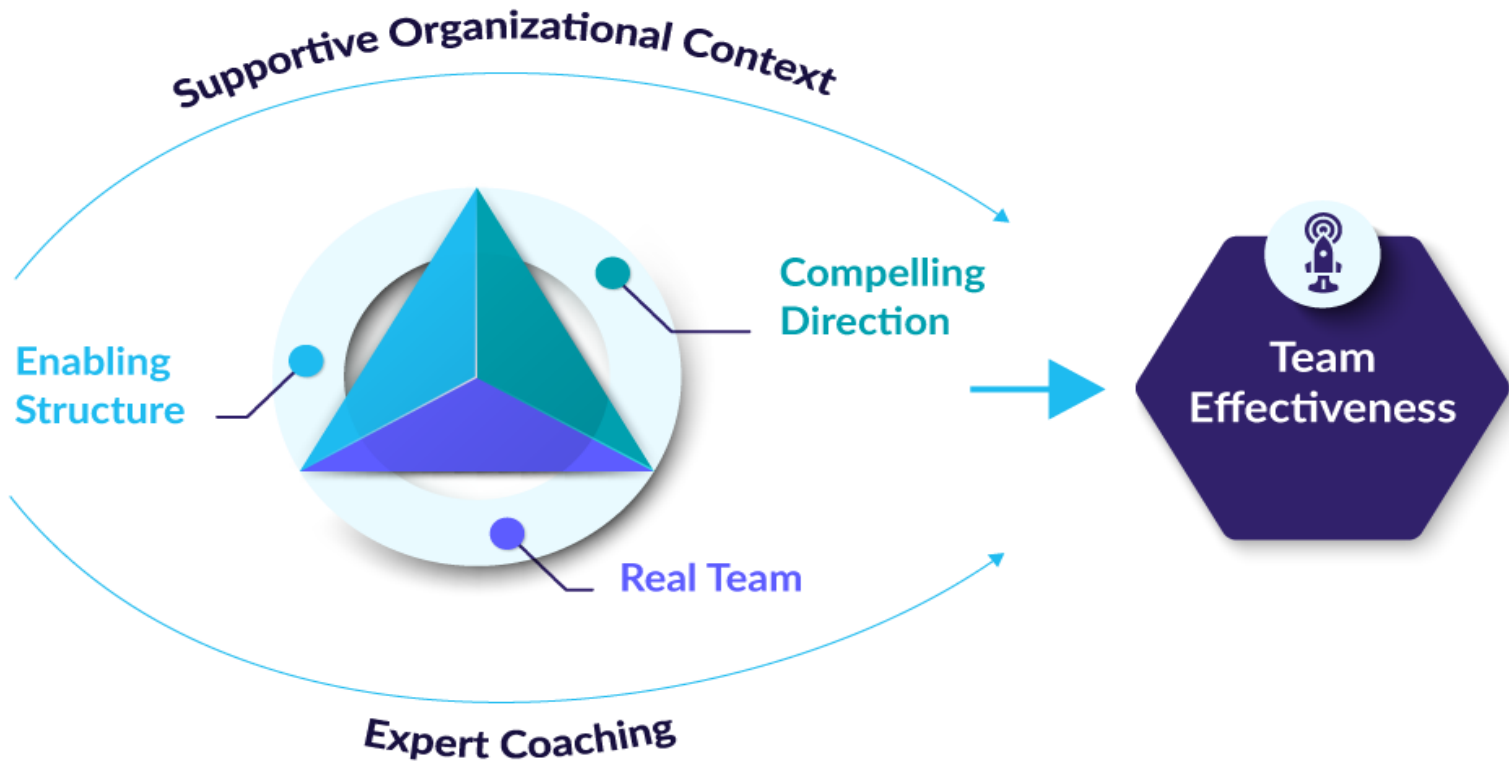 Supportive Organizational Context
Compelling
Direction
Enabling
Structure
Team
Effectiveness
Real Team
Expert Coaching